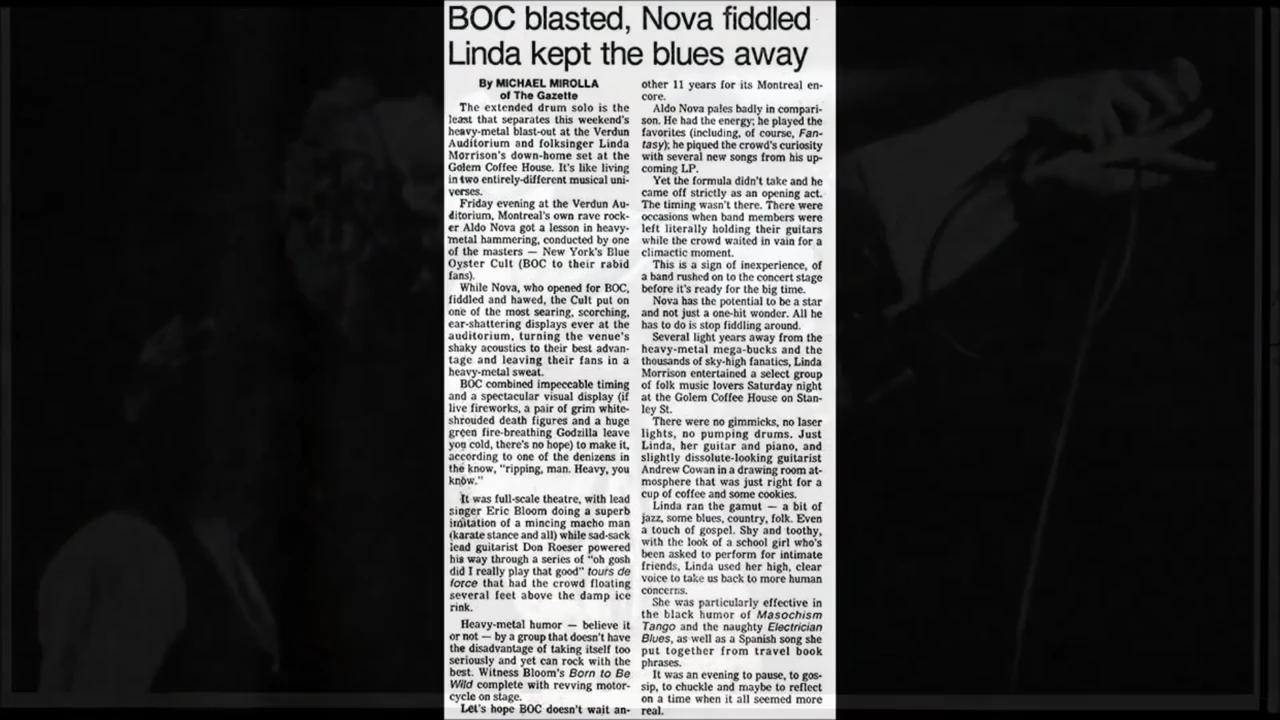 BOC blasted, Nova fiddled
Linda kept the blues away
By MICHAEL MIROLLA
of The Gazette
The extended drum solo is the
least that separates this weekend's
heavy-metal blast-out at the Verdun
Auditorium and folksinger Linda
Morrison's down-home set at the
Golem Coffee House. It's like living
in two entirely-different musical uni-
verses.
Friday evening at the Verdun Au-
ditorium, Montreal's own rave rock-
er Aldo Nova got a lesson in heavy-
metal hammering, conducted by one
of the masters — New York's Blue
Oyster Cult (BOC to their rabid
fans).
While Nova, who opened for BOC,
fiddled and hawed, the Cult put on
one of the most searing, scorching,
ear-shattering displays ever at the
auditorium, turning the venue's
shaky acoustics to their best advan-
tage and leaving their fans in a
heavy-metal sweat.
BOC combined impeccable timing
and a spectacular visual display (if
live fireworks, a pair of grim white-
shrouded death figures and a huge
green fire-breathing Godzilla leave
you cold, there's no hope) to make it,
according to one of the denizens in
the know, "ripping, man. Heavy, you
know."
It was full-scale theatre, with lead
singer Eric Bloom doing a superb
imitation of a mincing macho man
(karate stance and all) while sad-sack
lead guitarist Don Roeser powered
his way through a series of "oh gosh
did I really play that good" tours de
force that had the crowd floating
several feet above the damp ice
rink.
Heavy-metal humor — believe it
or not — by a group that doesn't have
the disadvantage of taking itself too
seriously and yet can rock with the
best. Witness Bloom's Born to Be
Wild complete with revving motor-
cycle on stage.
Let's hope BOC doesn't wait an-
other 11 years for its Montreal en-
core.
Aldo Nova pales badly in compari-
son. He had the energy; he played the
favorites (including, of course, Fan-
tasy); he piqued the crowd's curiosity
with several new songs from his up-
coming LP.
Yet the formula didn't take and he
came off strictly as an opening act.
The timing wasn't there. There were
occasions when band members were
left literally holding their guitars
while the crowd waited in vain for a
climactic moment.
This is a sign of inexperience, of
a band rushed on to the concert stage
before it's ready for the big time.
Nova has the potential to be a star
and not just a one-hit wonder. All he
has to do is stop fiddling around.
Several light years away from the
heavy-metal mega-bucks and the
thousands of sky-high fanatics, Linda
Morrison entertained a select group
of folk music lovers Saturday night
at the Golem Coffee House on Stan-
ley St.
There were no gimmicks, no laser
lights, no pumping drums. Just
Linda, her guitar and piano, and
slightly dissolute-looking guitarist
Andrew Cowan in a drawing room at-
mosphere that was just right for a
cup of coffee and some cookies.
Linda ran the gamut — a bit of
jazz, some blues, country, folk. Even
a touch of gospel. Shy and toothy,
with the look of a school girl who's
been asked to perform for intimate
friends, Linda used her high, clear
voice to take us back to more human
concerns.
She was particularly effective in
the black humor of Masochism
Tango and the naughty Electrician
Blues, as well as a Spanish song she
put together from travel book
phrases.
It was an evening to pause, to gos-
sip, to chuckle and maybe to reflect
on a time when it all seemed more
real.